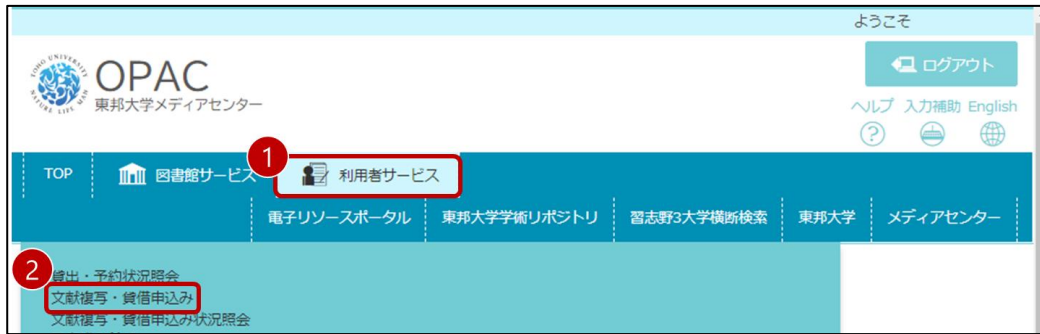 ようこそ
TOHO UNIVERSITY
NATURE LIFE MAN
OPAC
東邦大学メディアセンター
ログアウト
ヘルプ 入力補助 English
?
1
TOP 図書館サービス 利用者サービス
電子リソースポータル 東邦大学学術リポジトリ 習志野3大学横断検索 東邦大学 メディアセンター
2
貸出・予約状況照会
文献複写・貸借申込み
文献複写・貸借申込み状況照会